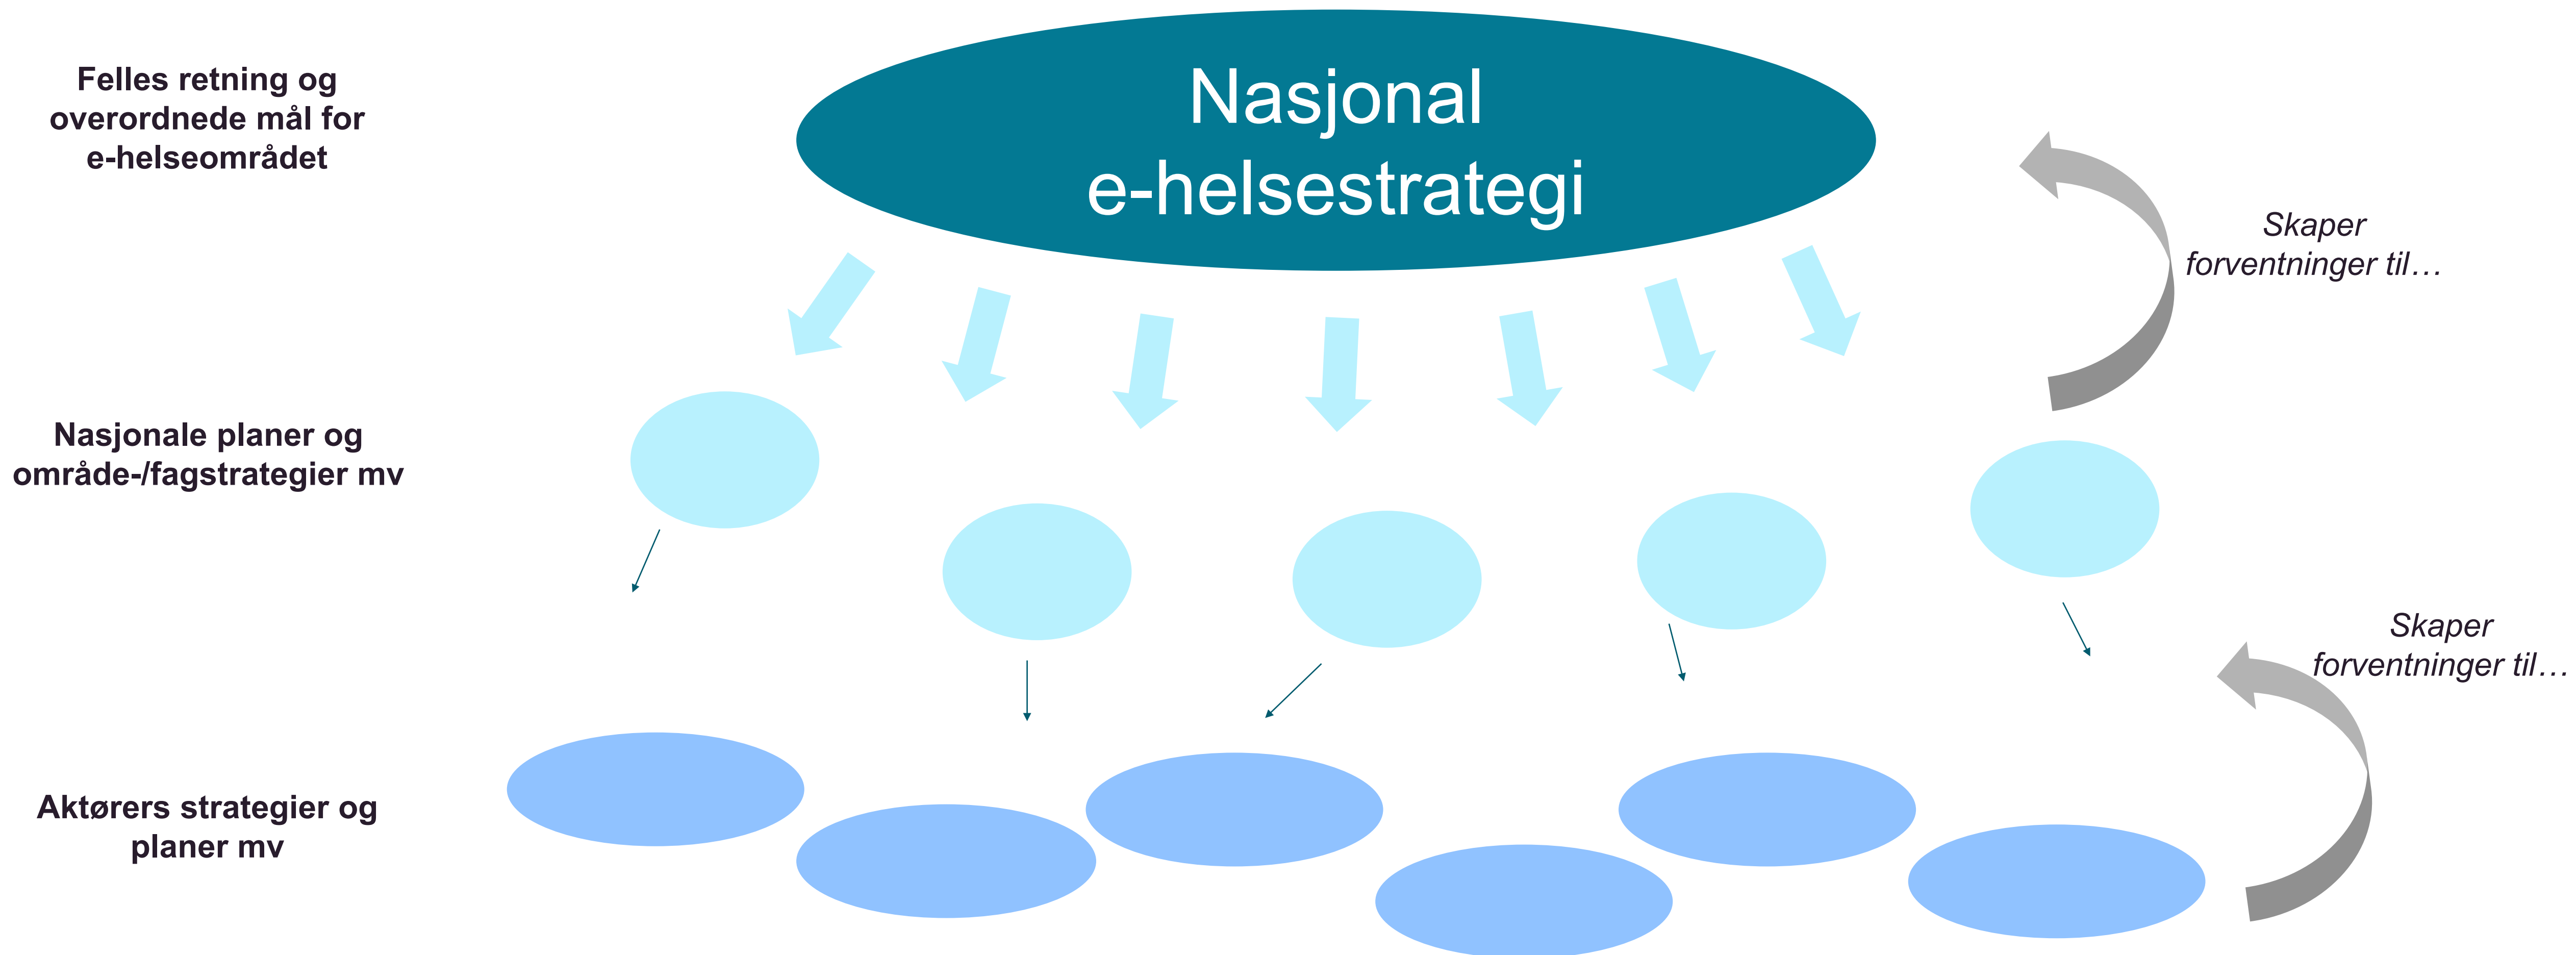 Felles retning og
overordnede mål for
e-helseområdet
Nasjonal
e-helsestrategi
Skaper
forventninger til…
Nasjonale planer og
område-/fagstrategier mv
Skaper
forventninger til…
Aktørers strategier og
planer mv